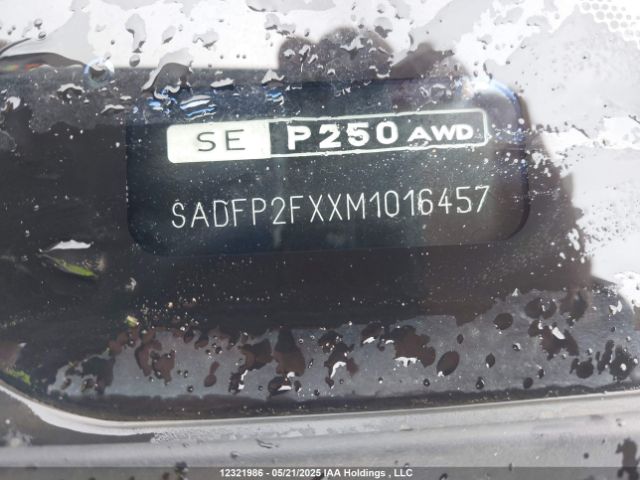 SE P250 AWD
SADFP2FXXM1016457
12321986 - 05/21/2025 IAA Holdings , LLC